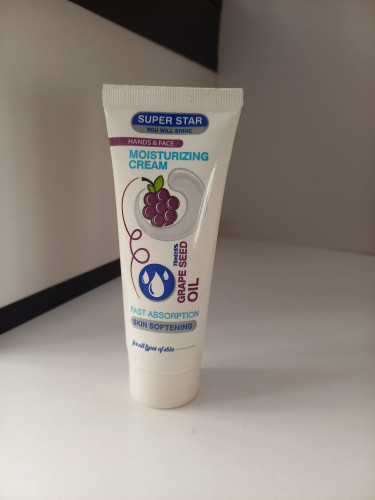 SUPER STAR
YOU WILL SHINE
HANDS & FACE
MOISTURIZING
CREAM
GRAPE SEED
OIL
FAST ABSORPTION
SKIN SOFTENING
for all types of skin